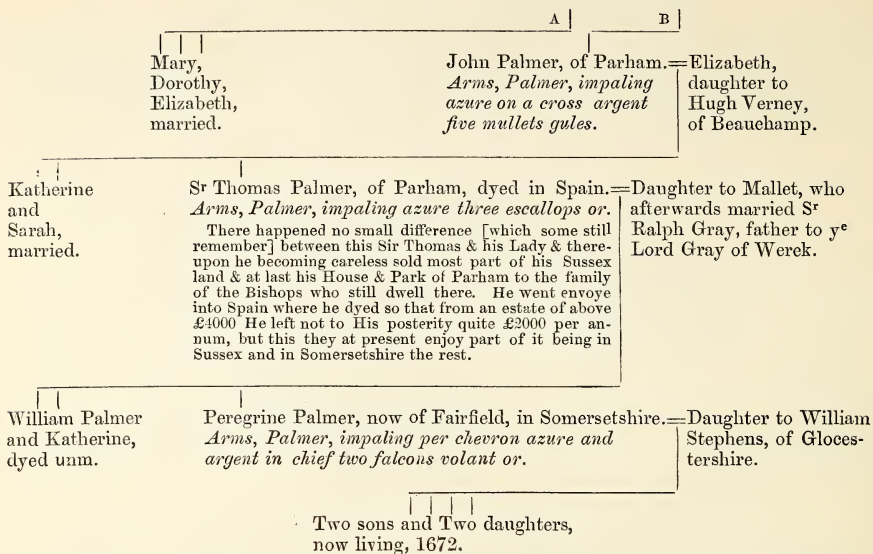 A B
Mary,
Dorothy,
Elizabeth,
married.
John Palmer, of Parham.=Elizabeth,
Arms, Palmer, impaling
azure on a cross argent
five mullets gules.
daughter to
Hugh Verney,
of Beauchamp.
Katherine
and
Sarah,
married.
Sʳ Thomas Palmer, of Parham, dyed in Spain.=Daughter to Mallet, who
Arms, Palmer, impaling azure three escallops or.
There happened no small difference [which some still
remember] between this Sir Thomas & his Lady & there-
upon he becoming careless sold most part of his Sussex
land & at last his House & Park of Parham to the family
of the Bishops who still dwell there. He went envoye
into Spain where he dyed so that from an estate of above
£4000 He left not to His posterity quite £2000 per an-
num, but this they at present enjoy part of it being in
Sussex and in Somersetshire the rest.
afterwards married Sʳ
Ralph Gray, father to yᵉ
Lord Gray of Werek.
William Palmer
and Katherine,
dyed unm.
Peregrine Palmer, now of Fairfield, in Somersetshire.=Daughter to William
Arms, Palmer, impaling per chevron azure and
argent in chief two falcons volant or.
Stephens, of Gloces-
tershire.
Two sons and Two daughters,
now living, 1672.